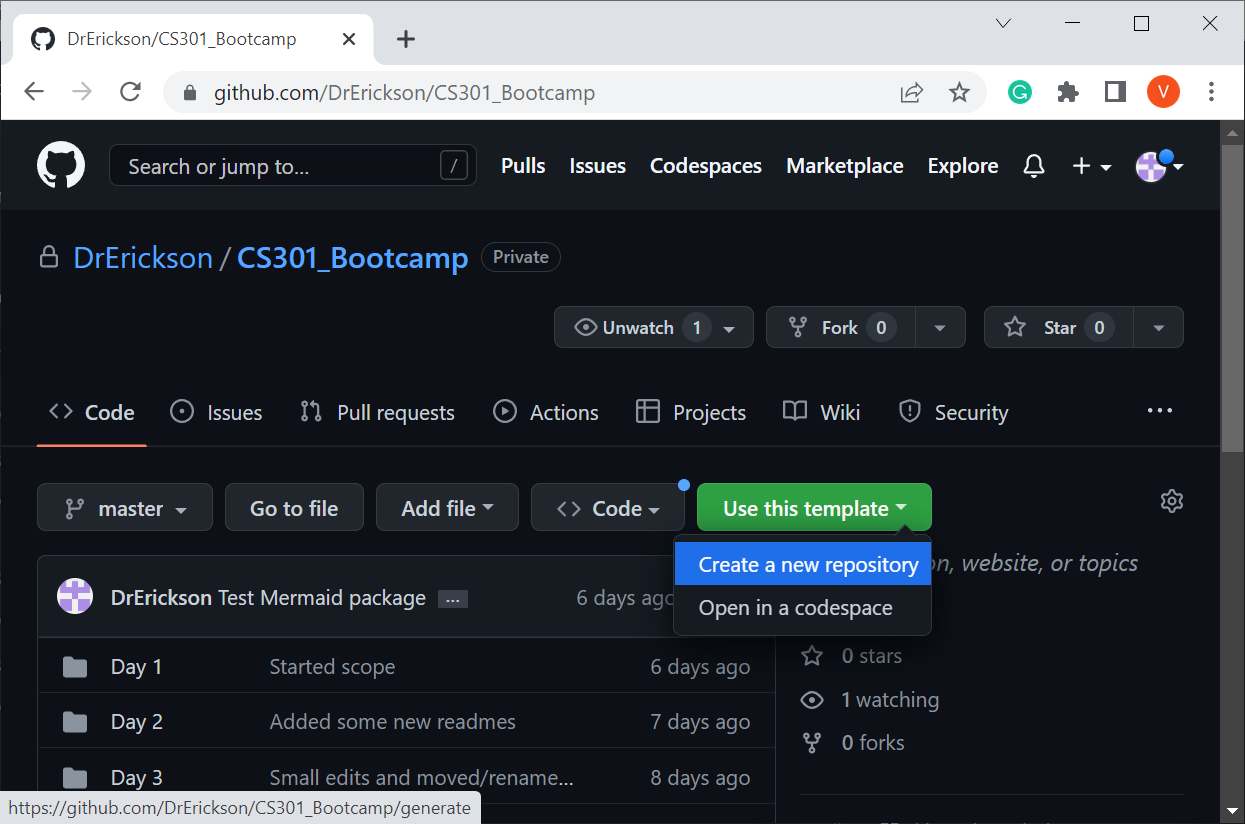 DrErickson/CS301_Bootcamp
github.com/DrErickson/CS301_Bootcamp
G
V
Search or jump to...
/
Pulls
Issues
Codespaces
Marketplace
Explore
DrErickson / CS301_Bootcamp
Private
Unwatch 1
Fork 0
Star 0
Code
Issues
Pull requests
Actions
Projects
Wiki
Security
master
Go to file
Add file
Code
Use this template
Create a new repository
Open in a codespace
website, or topics
DrErickson Test Mermaid package ...
6 days
Day 1 Started scope 6 days ago
0 stars
Day 2 Added some new readmes 7 days ago
1 watching
0 forks
Day 3 Small edits and moved/rename... 8 days ago
https://github.com/DrErickson/CS301_Bootcamp/generate